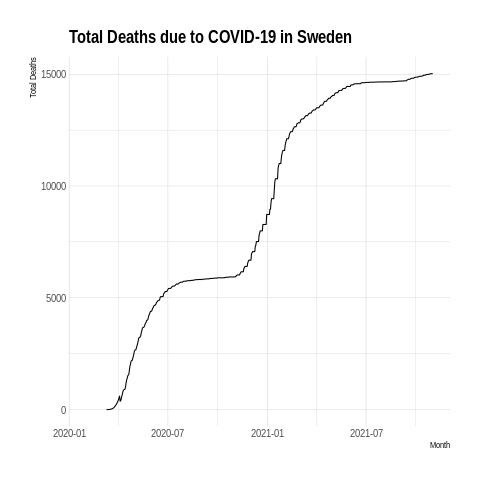 Total Deaths due to COVID-19 in Sweden
Total Deaths
15000
10000
5000
0
2020-01 2020-07 2021-01 2021-07
Month